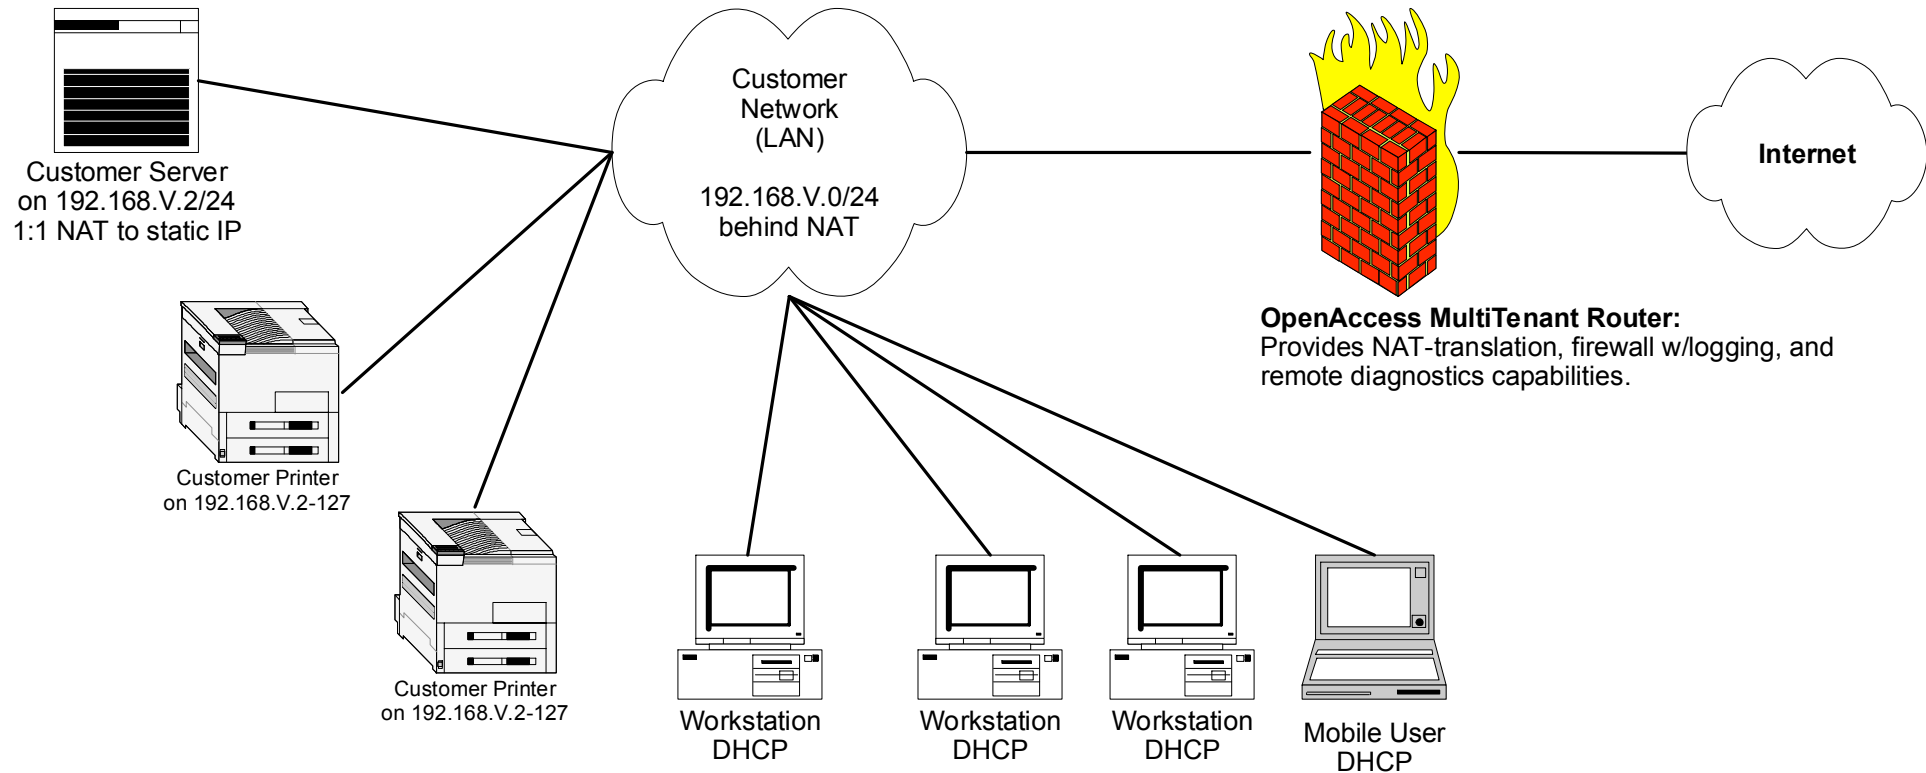 Customer
Network
(LAN)
192.168.V.0/24
behind NAT
Internet
Customer Server
on 192.168.V.2/24
1:1 NAT to static IP
OpenAccess MultiTenant Router:
Provides NAT-translation, firewall w/logging, and
remote diagnostics capabilities.
Customer Printer
on 192.168.V.2-127
Customer Printer
on 192.168.V.2-127
Workstation
DHCP
Workstation
DHCP
Workstation
DHCP
Mobile User
DHCP